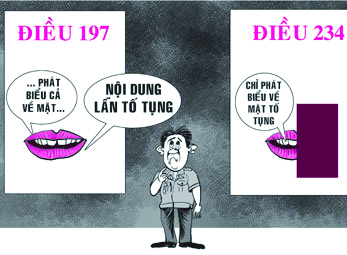 ĐIỀU 197
... PHÁT
BIỂU CẢ
VỀ MẶT...
NỘI DUNG
LẪN TỐ TỤNG
ĐIỀU 234
CHỈ PHÁT
BIỂU VỀ
MẶT TỐ
TỤNG